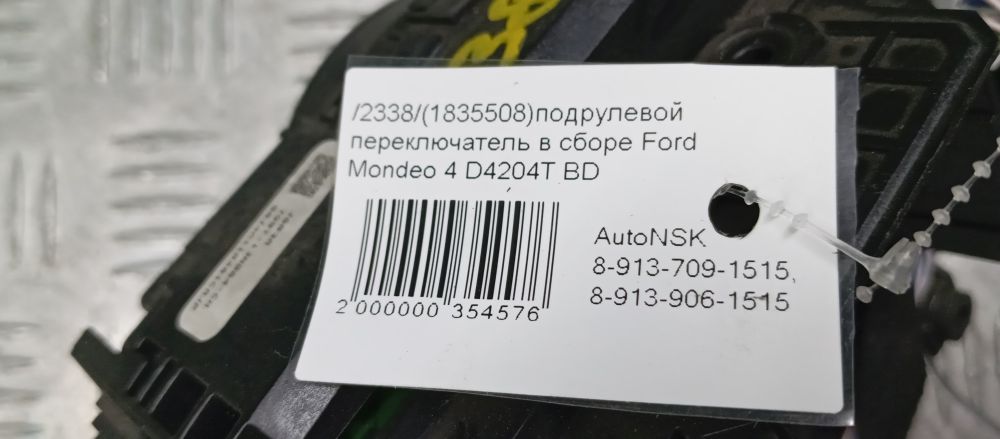 /2338/(1835508)подрулевой
переключатель в сборе Ford
Mondeo 4 D4204T BD
2 000000 354576
AutoNSK
8-913-709-1515,
8-913-906-1515